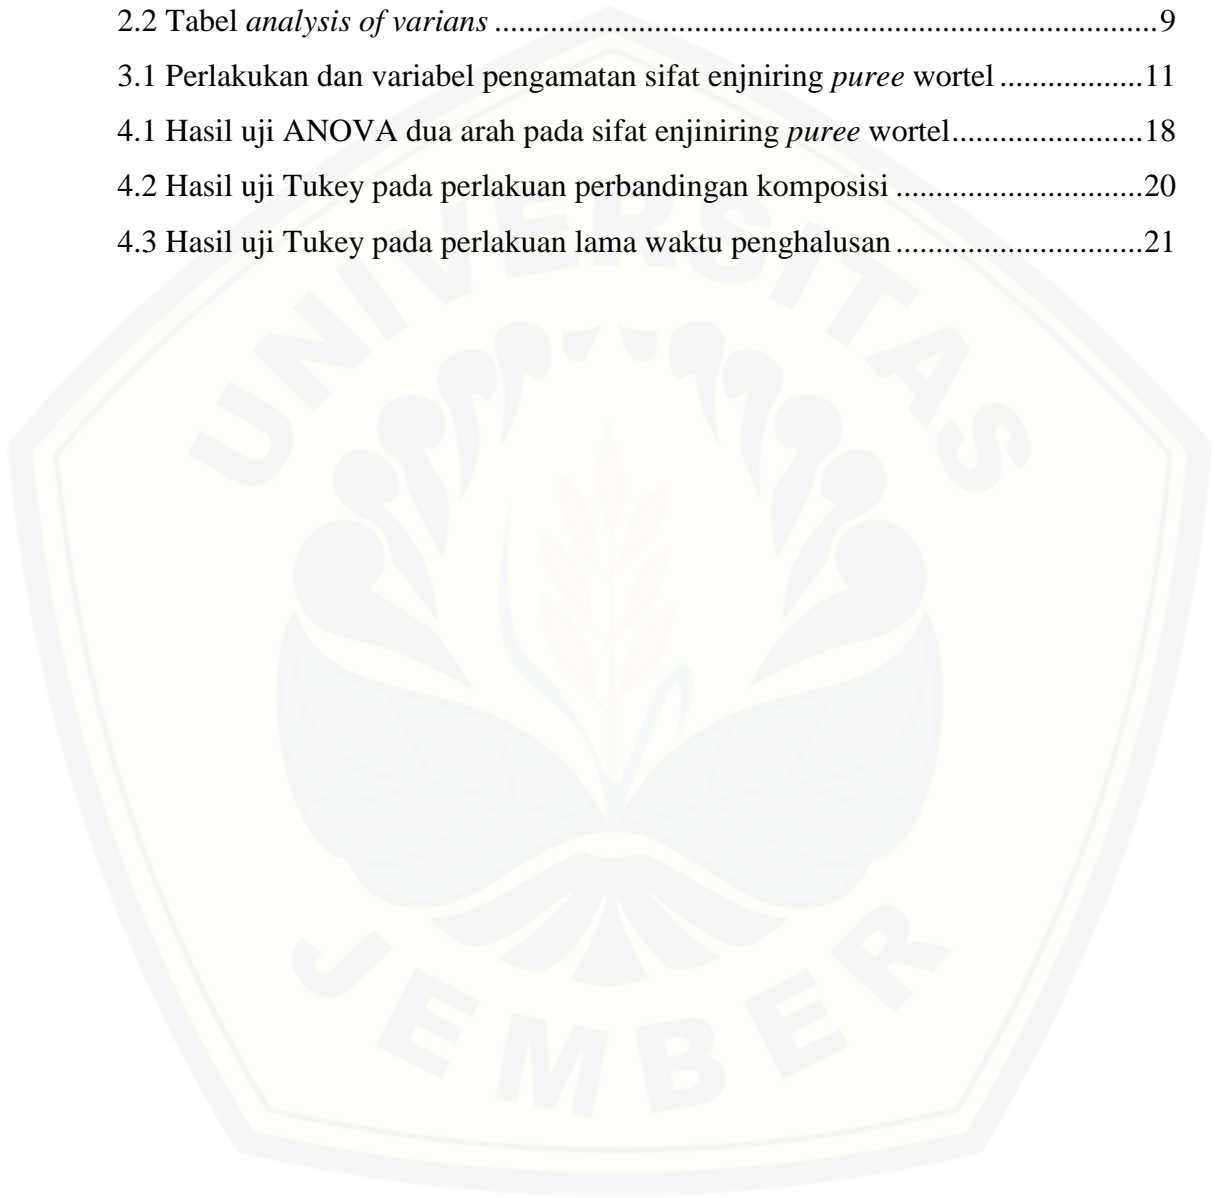 2.2 Tabel analysis of varians ................................................................................... 9
3.1 Perlakukan dan variabel pengamatan sifat enjniring puree wortel .................. 11
4.1 Hasil uji ANOVA dua arah pada sifat enjiniring puree wortel........................ 18
4.2 Hasil uji Tukey pada perlakuan perbandingan komposisi ............................... 20
4.3 Hasil uji Tukey pada perlakuan lama waktu penghalusan ............................... 21
UNIVERSITAS
JEMBER